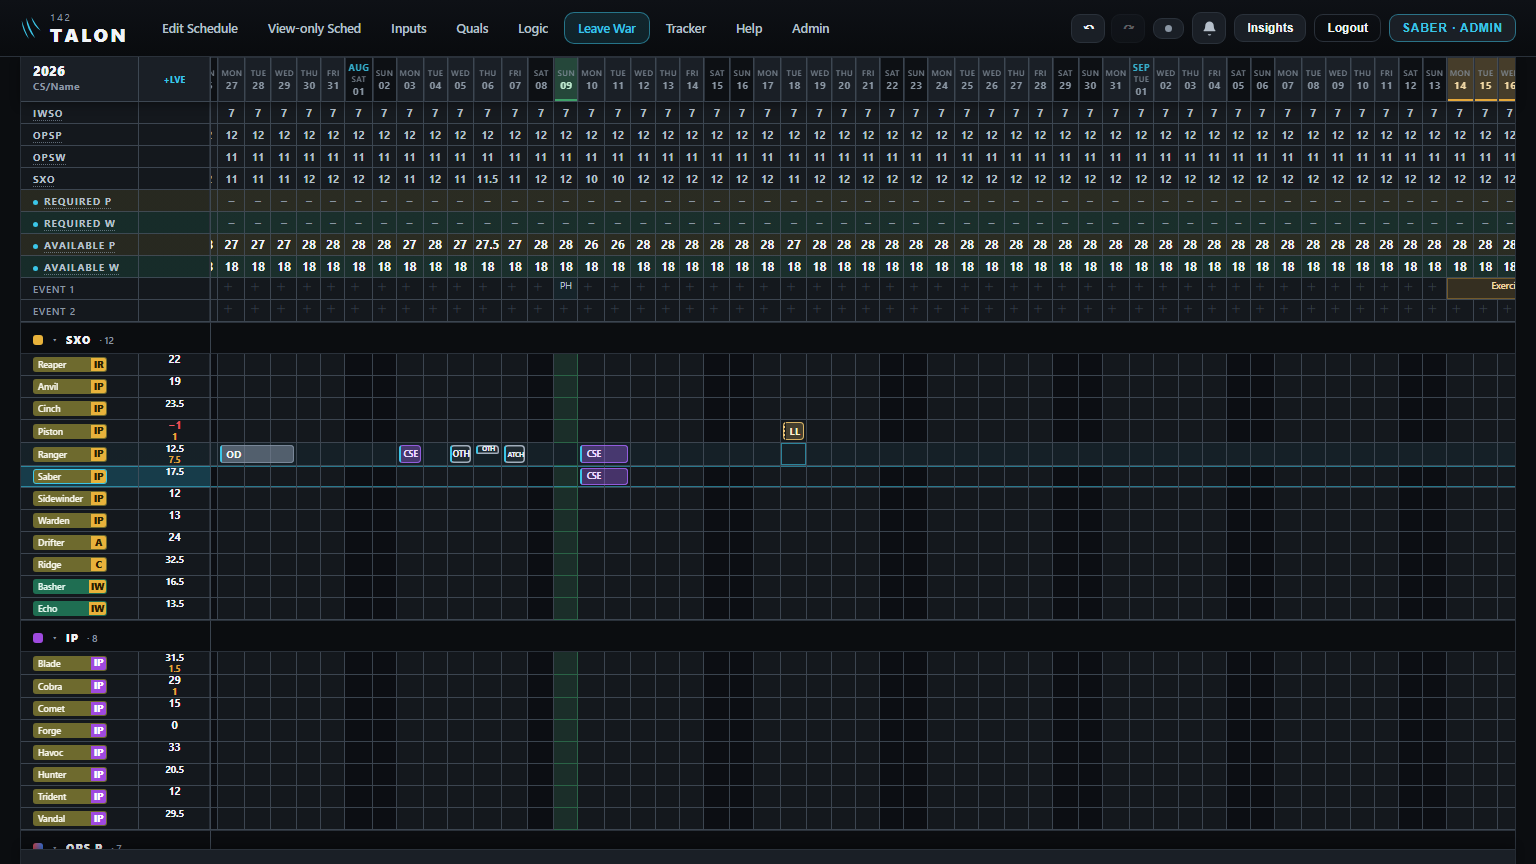 142
TALON
Edit Schedule View-only Sched Inputs Quals Logic Leave War Tracker Help Admin
Insights Logout SABER · ADMIN
2026
CS/Name
+LVE
MON 27 TUE 28 WED 29 THU 30 FRI 31 AUG SAT 01 SUN 02 MON 03 TUE 04 WED 05 THU 06 FRI 07 SAT 08 SUN 09 MON 10 TUE 11 WED 12 THU 13 FRI 14 SAT 15 SUN 16 MON 17 TUE 18 WED 19 THU 20 FRI 21 SAT 22 SUN 23 MON 24 TUE 25 WED 26 THU 27 FRI 28 SAT 29 SUN 30 MON 31 SEP TUE 01 WED 02 THU 03 FRI 04 SAT 05 SUN 06 MON 07 TUE 08 WED 09 THU 10 FRI 11 SAT 12 SUN 13 MON 14 TUE 15 WE 16
IWSO 7 7 7 7 7 7 7 7 7 7 7 7 7 7 7 7 7 7 7 7 7 7 7 7 7 7 7 7 7 7 7 7 7 7 7 7 7 7 7 7 7 7 7 7 7 7 7 7 7 7 7 7
OPSP 12 12 12 12 12 12 12 12 12 12 12 12 12 12 12 12 12 12 12 12 12 12 12 12 12 12 12 12 12 12 12 12 12 12 12 12 12 12 12 12 12 12 12 12 12 12 12 12 12 12 12 12
OPSW 11 11 11 11 11 11 11 11 11 11 11 11 11 11 11 11 11 11 11 11 11 11 11 11 11 11 11 11 11 11 11 11 11 11 11 11 11 11 11 11 11 11 11 11 11 11 11 11 11 11 11 11
SXO 11 11 11 12 12 12 12 11 12 11 11.5 11 12 12 10 10 12 12 12 12 12 12 11 12 12 12 12 12 12 12 12 12 12 12 12 12 12 12 12 12 12 12 12 12 12 12 12 12 12 12 12 12
REQUIRED P – – – – – – – – – – – – – – – – – – – – – – – – – – – – – – – – – – – – – – – – – – – – – – – – – – – –
REQUIRED W – – – – – – – – – – – – – – – – – – – – – – – – – – – – – – – – – – – – – – – – – – – – – – – – – – – –
AVAILABLE P 27 27 27 28 28 28 28 27 28 27 27.5 27 28 28 26 26 28 28 28 28 28 28 27 28 28 28 28 28 28 28 28 28 28 28 28 28 28 28 28 28 28 28 28 28 28 28 28 28 28 28 28 28
AVAILABLE W 18 18 18 18 18 18 18 18 18 18 18 18 18 18 18 18 18 18 18 18 18 18 18 18 18 18 18 18 18 18 18 18 18 18 18 18 18 18 18 18 18 18 18 18 18 18 18 18 18 18 18 18
EVENT 1 + + + + + + + + + + + + + PH + + + + + + + + + + + + + + + + + + + + + + + + + + + + + + + + + + + Exerci
EVENT 2 + + + + + + + + + + + + + + + + + + + + + + + + + + + + + + + + + + + + + + + + + + + + + + + + + + + +
· SXO · 12
Reaper IR 22
Anvil IP 19
Cinch IP 23.5
Piston IP −1 1 LL
Ranger IP 12.5 7.5 OD CSE OTH OTH ATCH CSE
Saber IP 17.5 CSE
Sidewinder IP 12
Warden IP 13
Drifter A 24
Ridge C 32.5
Basher IW 16.5
Echo IW 13.5
· IP · 8
Blade IP 31.5 1.5
Cobra IP 29 1
Comet IP 15
Forge IP 0
Havoc IP 33
Hunter IP 20.5
Trident IP 12
Vandal IP 29.5
· OPS P · 7